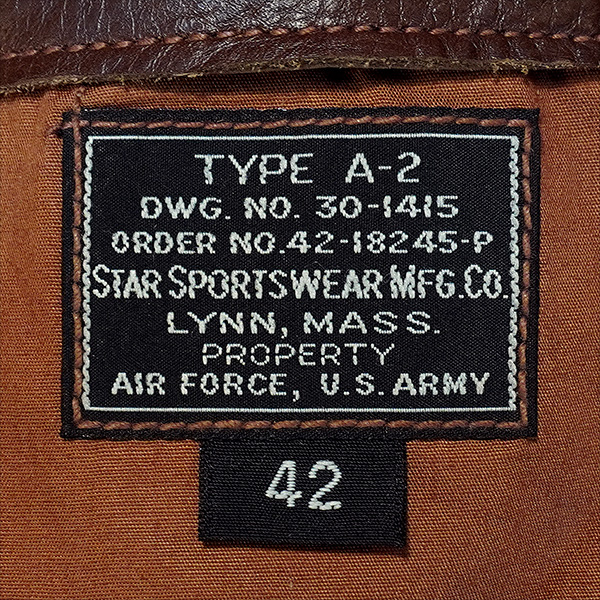 TYPE A-2
DWG. NO. 30-1415
ORDER NO. 42-18245-P
STAR SPORTSWEAR MFG. CO.
LYNN, MASS.
PROPERTY
AIR FORCE, U.S. ARMY
42